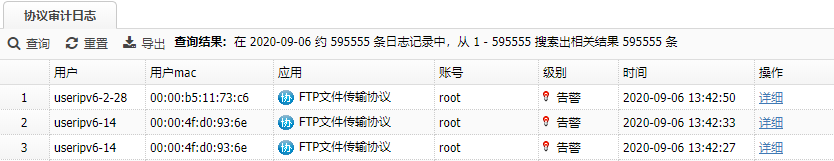 协议审计日志
查询 重置 导出 查询结果：在 2020-09-06 约 595555 条日志记录中，从 1 - 595555 搜索出相关结果 595555 条
用户 用户mac 应用 账号 级别 时间 操作
1 useripv6-2-28 00:00:b5:11:73:c6 协 FTP文件传输协议 root 告警 2020-09-06 13:42:50 详细
2 useripv6-14 00:00:4f:d0:93:6e 协 FTP文件传输协议 root 告警 2020-09-06 13:42:33 详细
3 useripv6-14 00:00:4f:d0:93:6e 协 FTP文件传输协议 root 告警 2020-09-06 13:42:27 详细